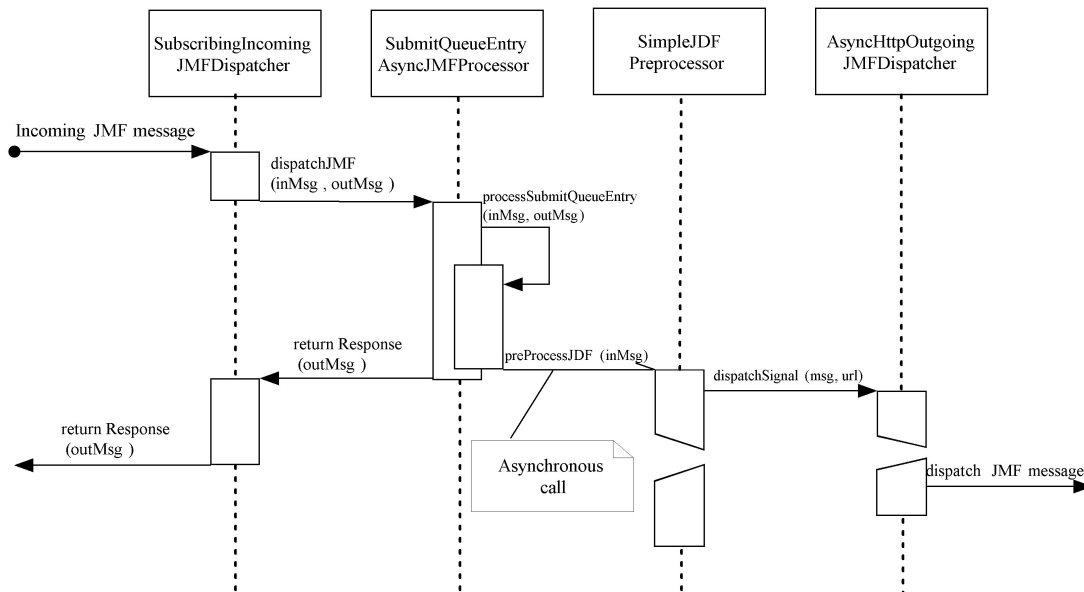 SubscribingIncoming
JMFDispatcher
SubmitQueueEntry
AsyncJMFProcessor
SimpleJDF
Preprocessor
AsyncHttpOutgoing
JMFDispatcher
Incoming JMF message
dispatchJMF
(inMsg , outMsg )
processSubmitQueueEntry
(inMsg, outMsg)
return Response
(outMsg )
preProcessJDF (inMsg)
dispatchSignal (msg, url)
return Response
(outMsg )
Asynchronous
call
dispatch JMF message